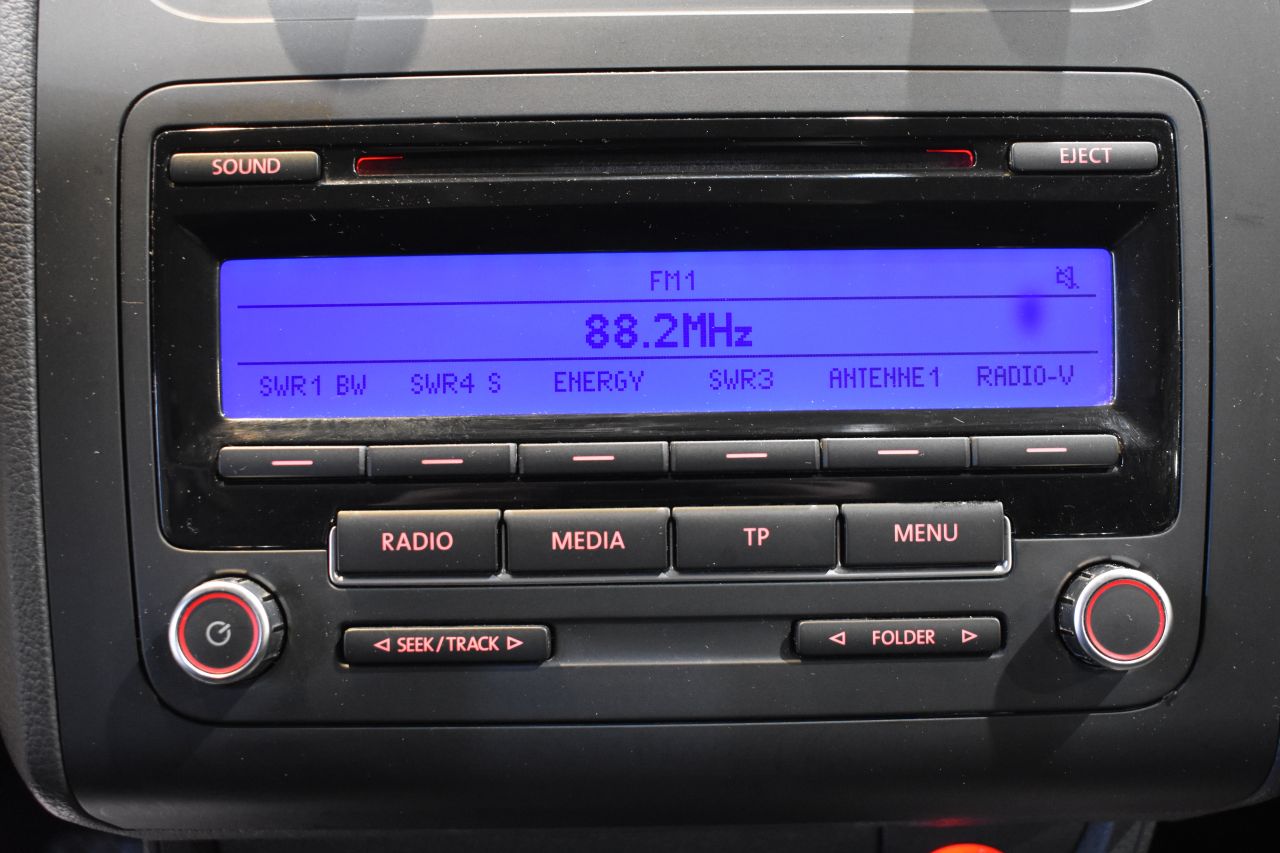 SOUND
EJECT
FM1
88.2MHz
SWR1 BW SWR4 S ENERGY SWR3 ANTENNE1 RADIO-V
RADIO MEDIA TP MENU
SEEK/TRACK FOLDER